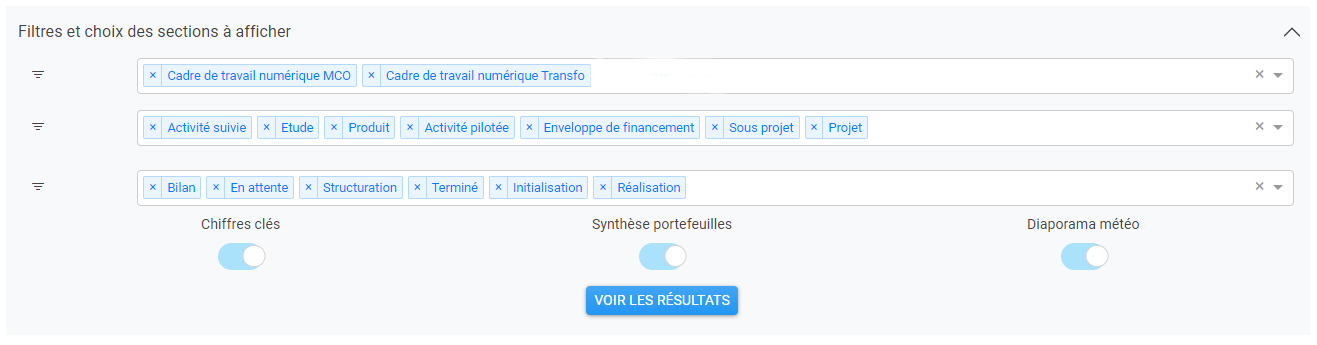 Filtres et choix des sections à afficher
× Cadre de travail numérique MCO × Cadre de travail numérique Transfo ×
× Activité suivie × Etude × Produit × Activité pilotée × Enveloppe de financement × Sous projet × Projet ×
× Bilan × En attente × Structuration × Terminé × Initialisation × Réalisation ×
Chiffres clés Synthèse portefeuilles Diaporama météo
VOIR LES RÉSULTATS